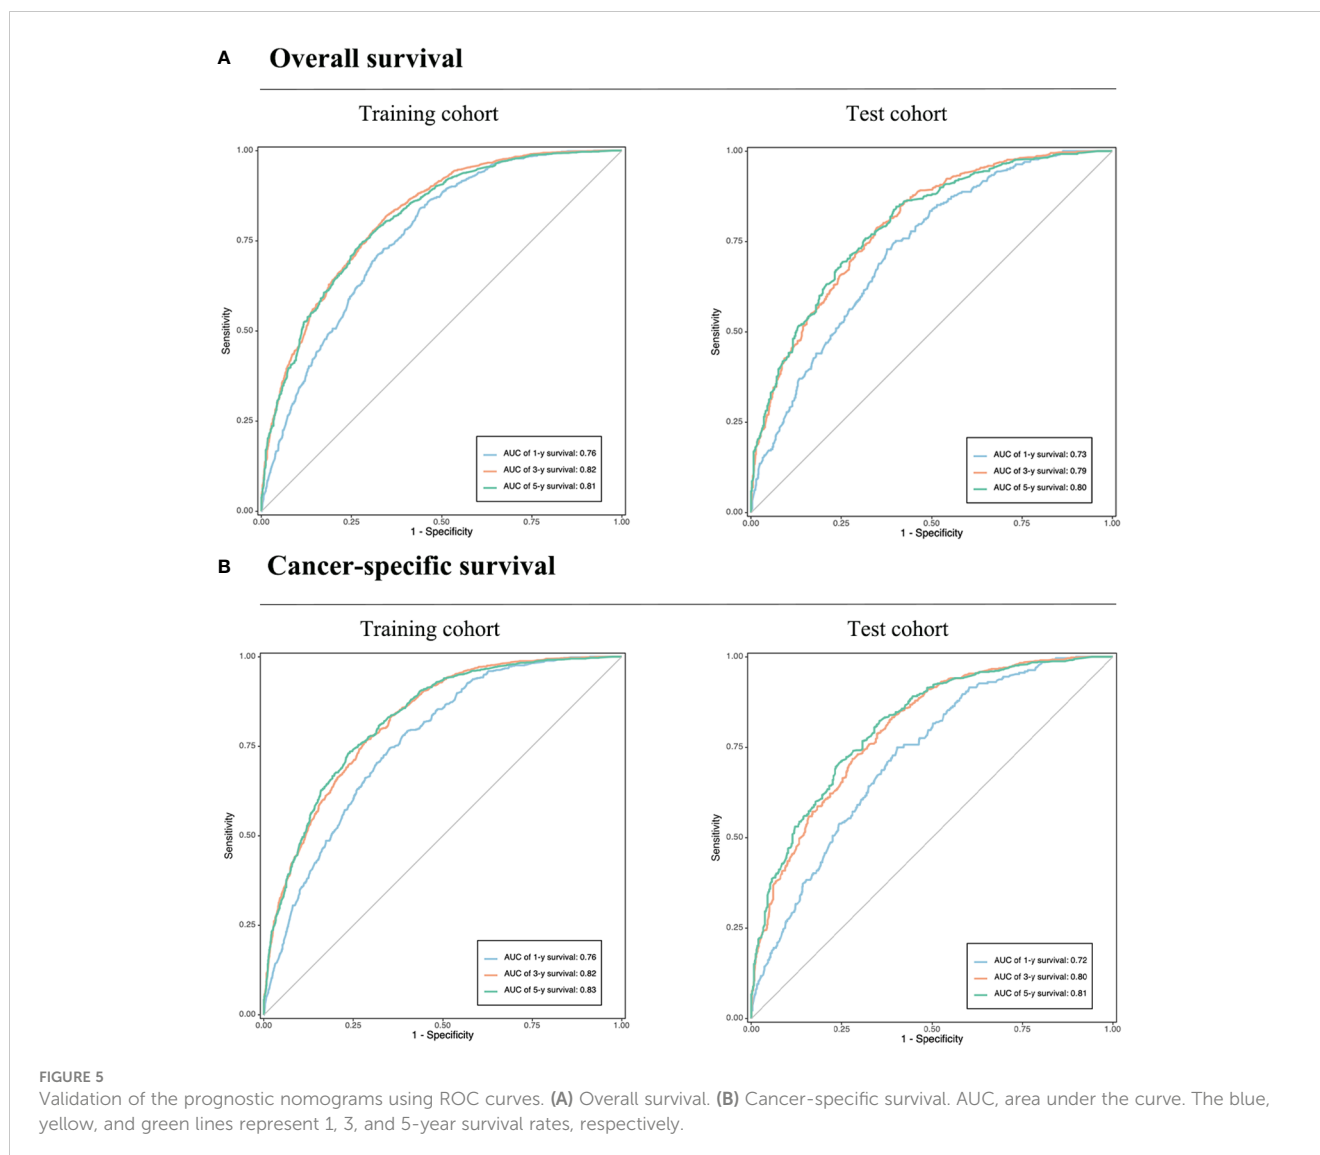 A Overall survival
Training cohort
1.00
0.75
0.50
0.25
0.00
Sensitivity
AUC of 1-y survival: 0.76
AUC of 3-y survival: 0.82
AUC of 5-y survival: 0.81
0.00 0.25 0.50 0.75 1.00
1 - Specificity
Test cohort
1.00
0.75
0.50
0.25
0.00
Sensitivity
AUC of 1-y survival: 0.73
AUC of 3-y survival: 0.79
AUC of 5-y survival: 0.80
0.00 0.25 0.50 0.75 1.00
1 - Specificity
B Cancer-specific survival
Training cohort
1.00
0.75
0.50
0.25
0.00
Sensitivity
AUC of 1-y survival: 0.76
AUC of 3-y survival: 0.82
AUC of 5-y survival: 0.83
0.00 0.25 0.50 0.75 1.00
1 - Specificity
Test cohort
1.00
0.75
0.50
0.25
0.00
Sensitivity
AUC of 1-y survival: 0.72
AUC of 3-y survival: 0.80
AUC of 5-y survival: 0.81
0.00 0.25 0.50 0.75 1.00
1 - Specificity
FIGURE 5
Validation of the prognostic nomograms using ROC curves. (A) Overall survival. (B) Cancer-specific survival. AUC, area under the curve. The blue,
yellow, and green lines represent 1, 3, and 5-year survival rates, respectively.